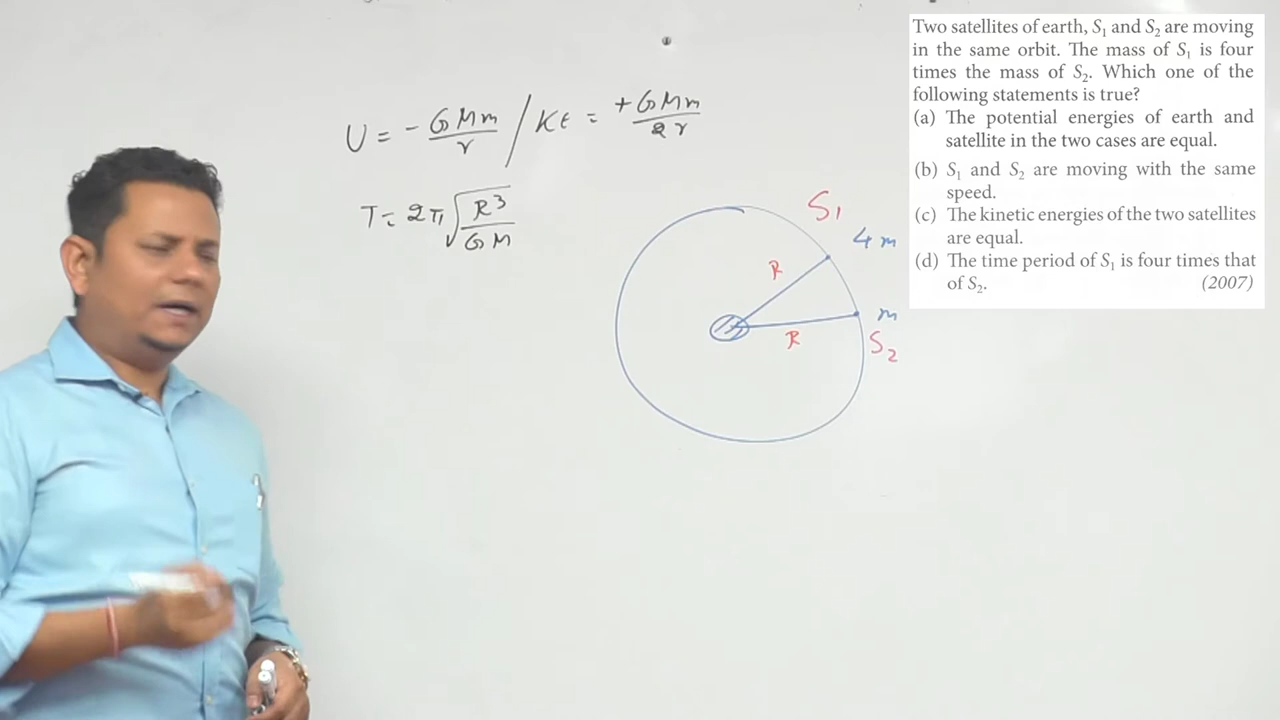 U = - GMm/r / KE = +GMm/2r
T = 2π√(R³/GM)
S₁
4m
R
m
R
S₂
Two satellites of earth, S₁ and S₂ are moving
in the same orbit. The mass of S₁ is four
times the mass of S₂. Which one of the
following statements is true?
(a) The potential energies of earth and
satellite in the two cases are equal.
(b) S₁ and S₂ are moving with the same
speed.
(c) The kinetic energies of the two satellites
are equal.
(d) The time period of S₁ is four times that
of S₂. (2007)